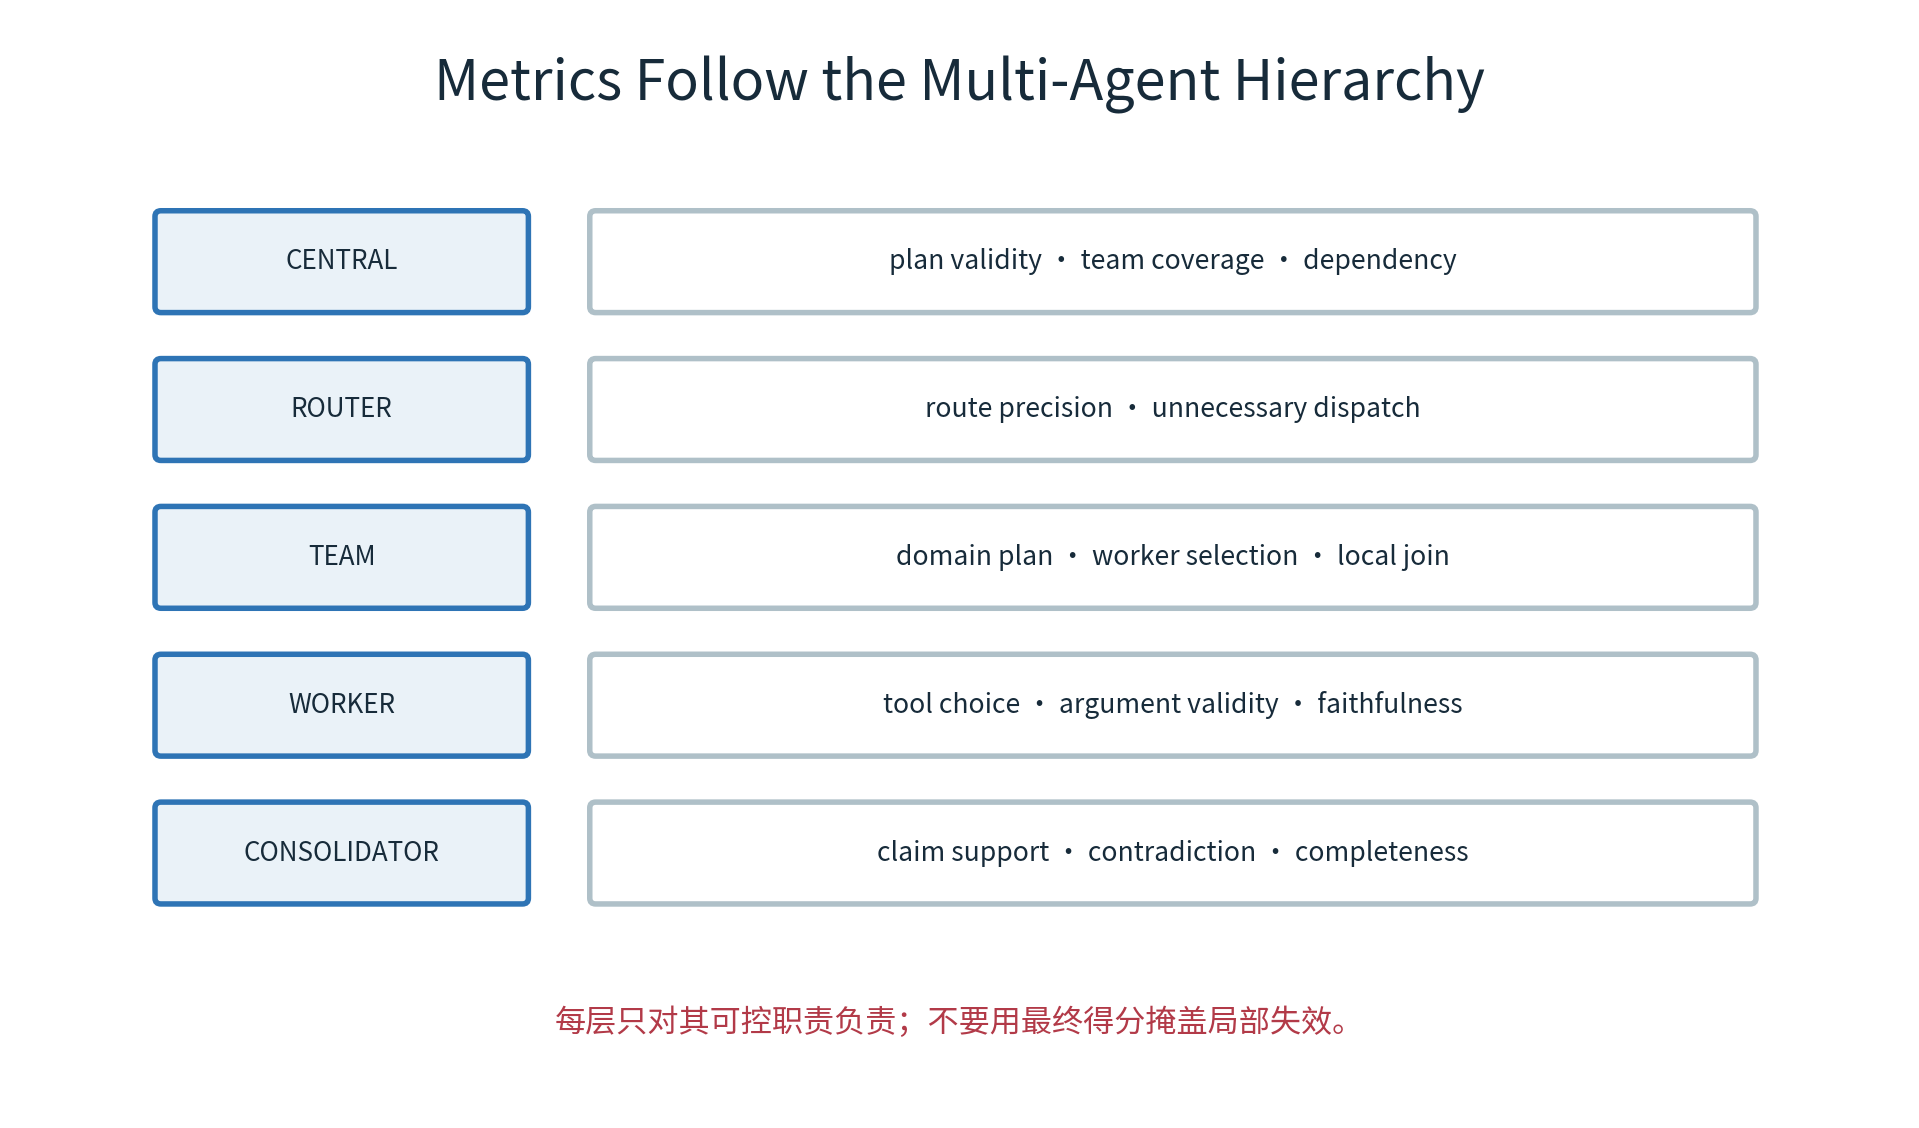 Metrics Follow the Multi-Agent Hierarchy
CENTRAL
plan validity • team coverage • dependency
ROUTER
route precision • unnecessary dispatch
TEAM
domain plan • worker selection • local join
WORKER
tool choice • argument validity • faithfulness
CONSOLIDATOR
claim support • contradiction • completeness
每层只对其可控职责负责；不要用最终得分掩盖局部失效。